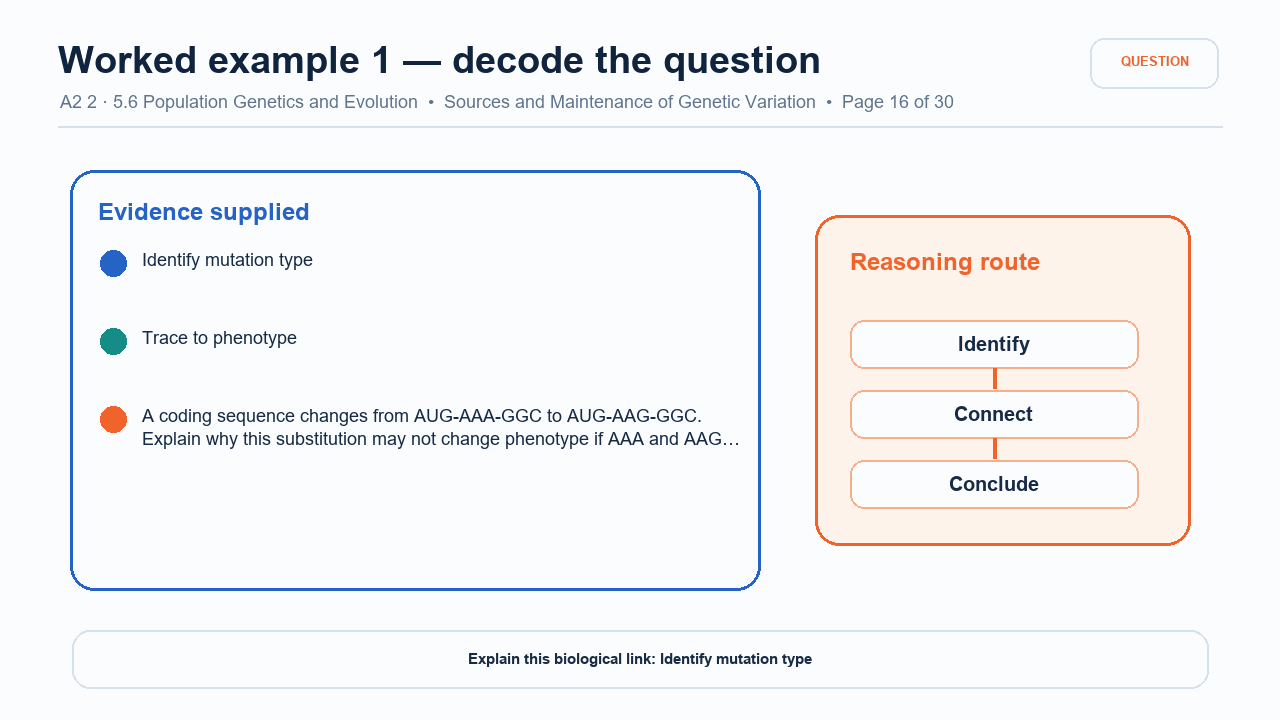 Worked example 1 — decode the question
QUESTION
A2 2 · 5.6 Population Genetics and Evolution • Sources and Maintenance of Genetic Variation • Page 16 of 30
Evidence supplied
Identify mutation type
Trace to phenotype
A coding sequence changes from AUG-AAA-GGC to AUG-AAG-GGC.
Explain why this substitution may not change phenotype if AAA and AAG…
Reasoning route
Identify
Connect
Conclude
Explain this biological link: Identify mutation type